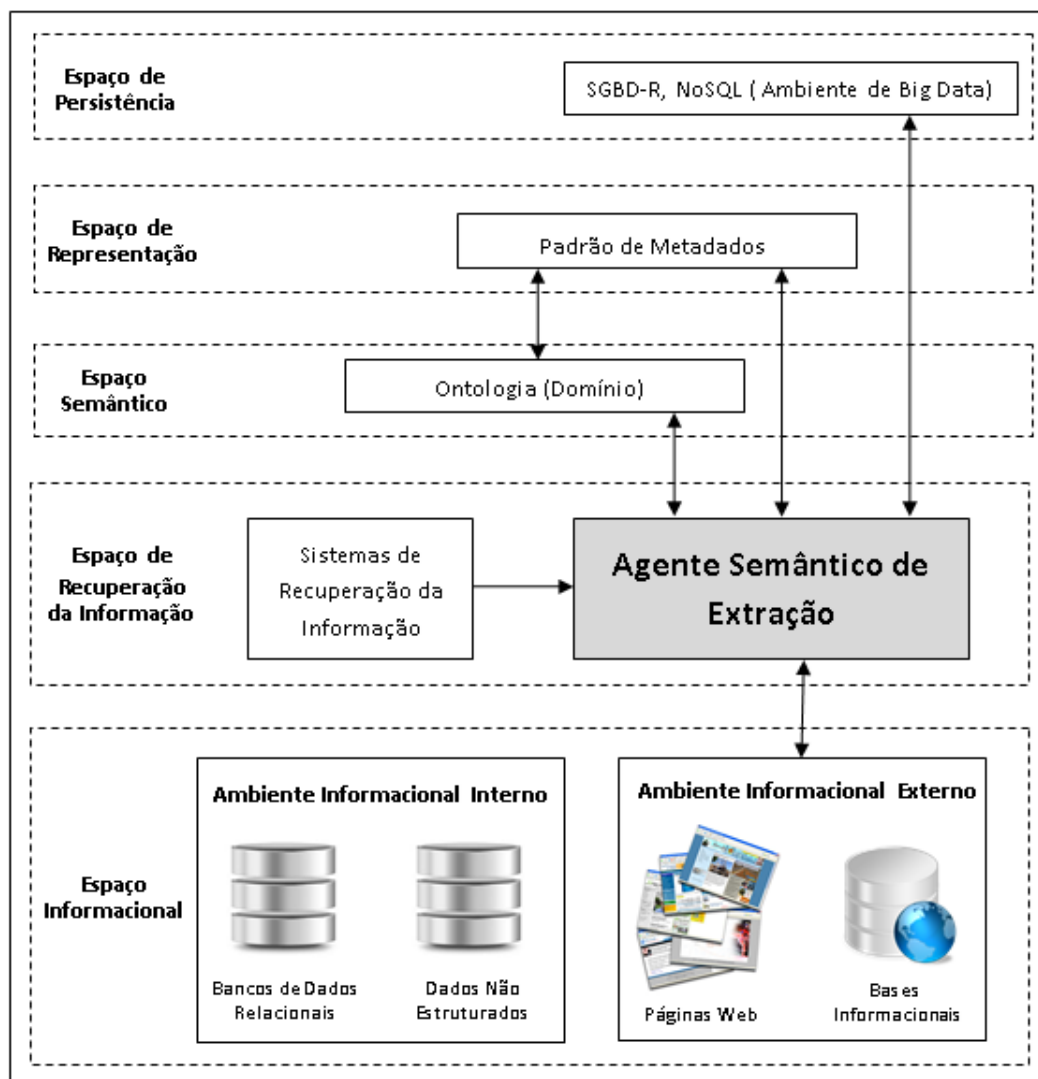 Espaço de
Persistência
SGBD-R, NoSQL ( Ambiente de Big Data)
Espaço de
Representação
Padrão de Metadados
Espaço
Semântico
Ontologia (Domínio)
Espaço de
Recuperação
da Informação
Sistemas de
Recuperação da
Informação
Agente Semântico de
Extração
Ambiente Informacional Interno
Ambiente Informacional Externo
Espaço
Informacional
Bancos de Dados
Relacionais
Dados Não
Estruturados
Páginas Web
Bases
Informacionais